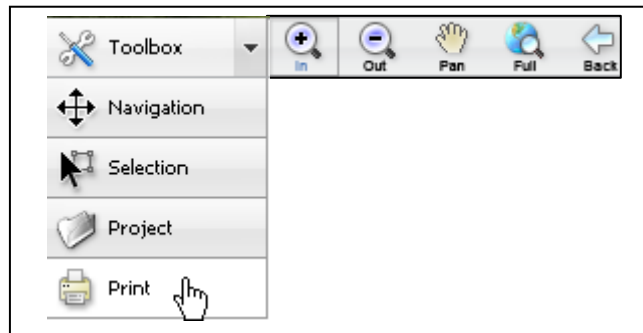 Toolbox
In Out Pan Full Back
Navigation
Selection
Project
Print